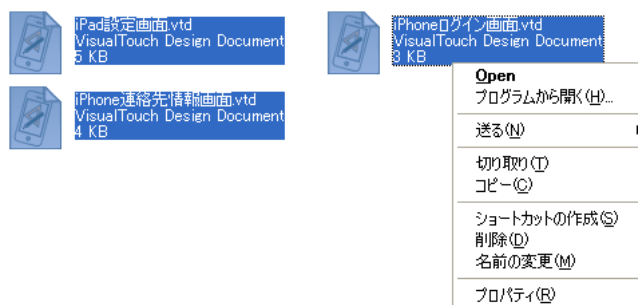 iPad設定画面.vtd
VisualTouch Design Document
5 KB
iPhoneログイン画面.vtd
VisualTouch Design Document
3 KB
iPhone連絡先情報画面.vtd
VisualTouch Design Document
4 KB
Open
プログラムから開く(H)...
送る(N)
切り取り(T)
コピー(C)
ショートカットの作成(S)
削除(D)
名前の変更(M)
プロパティ(R)